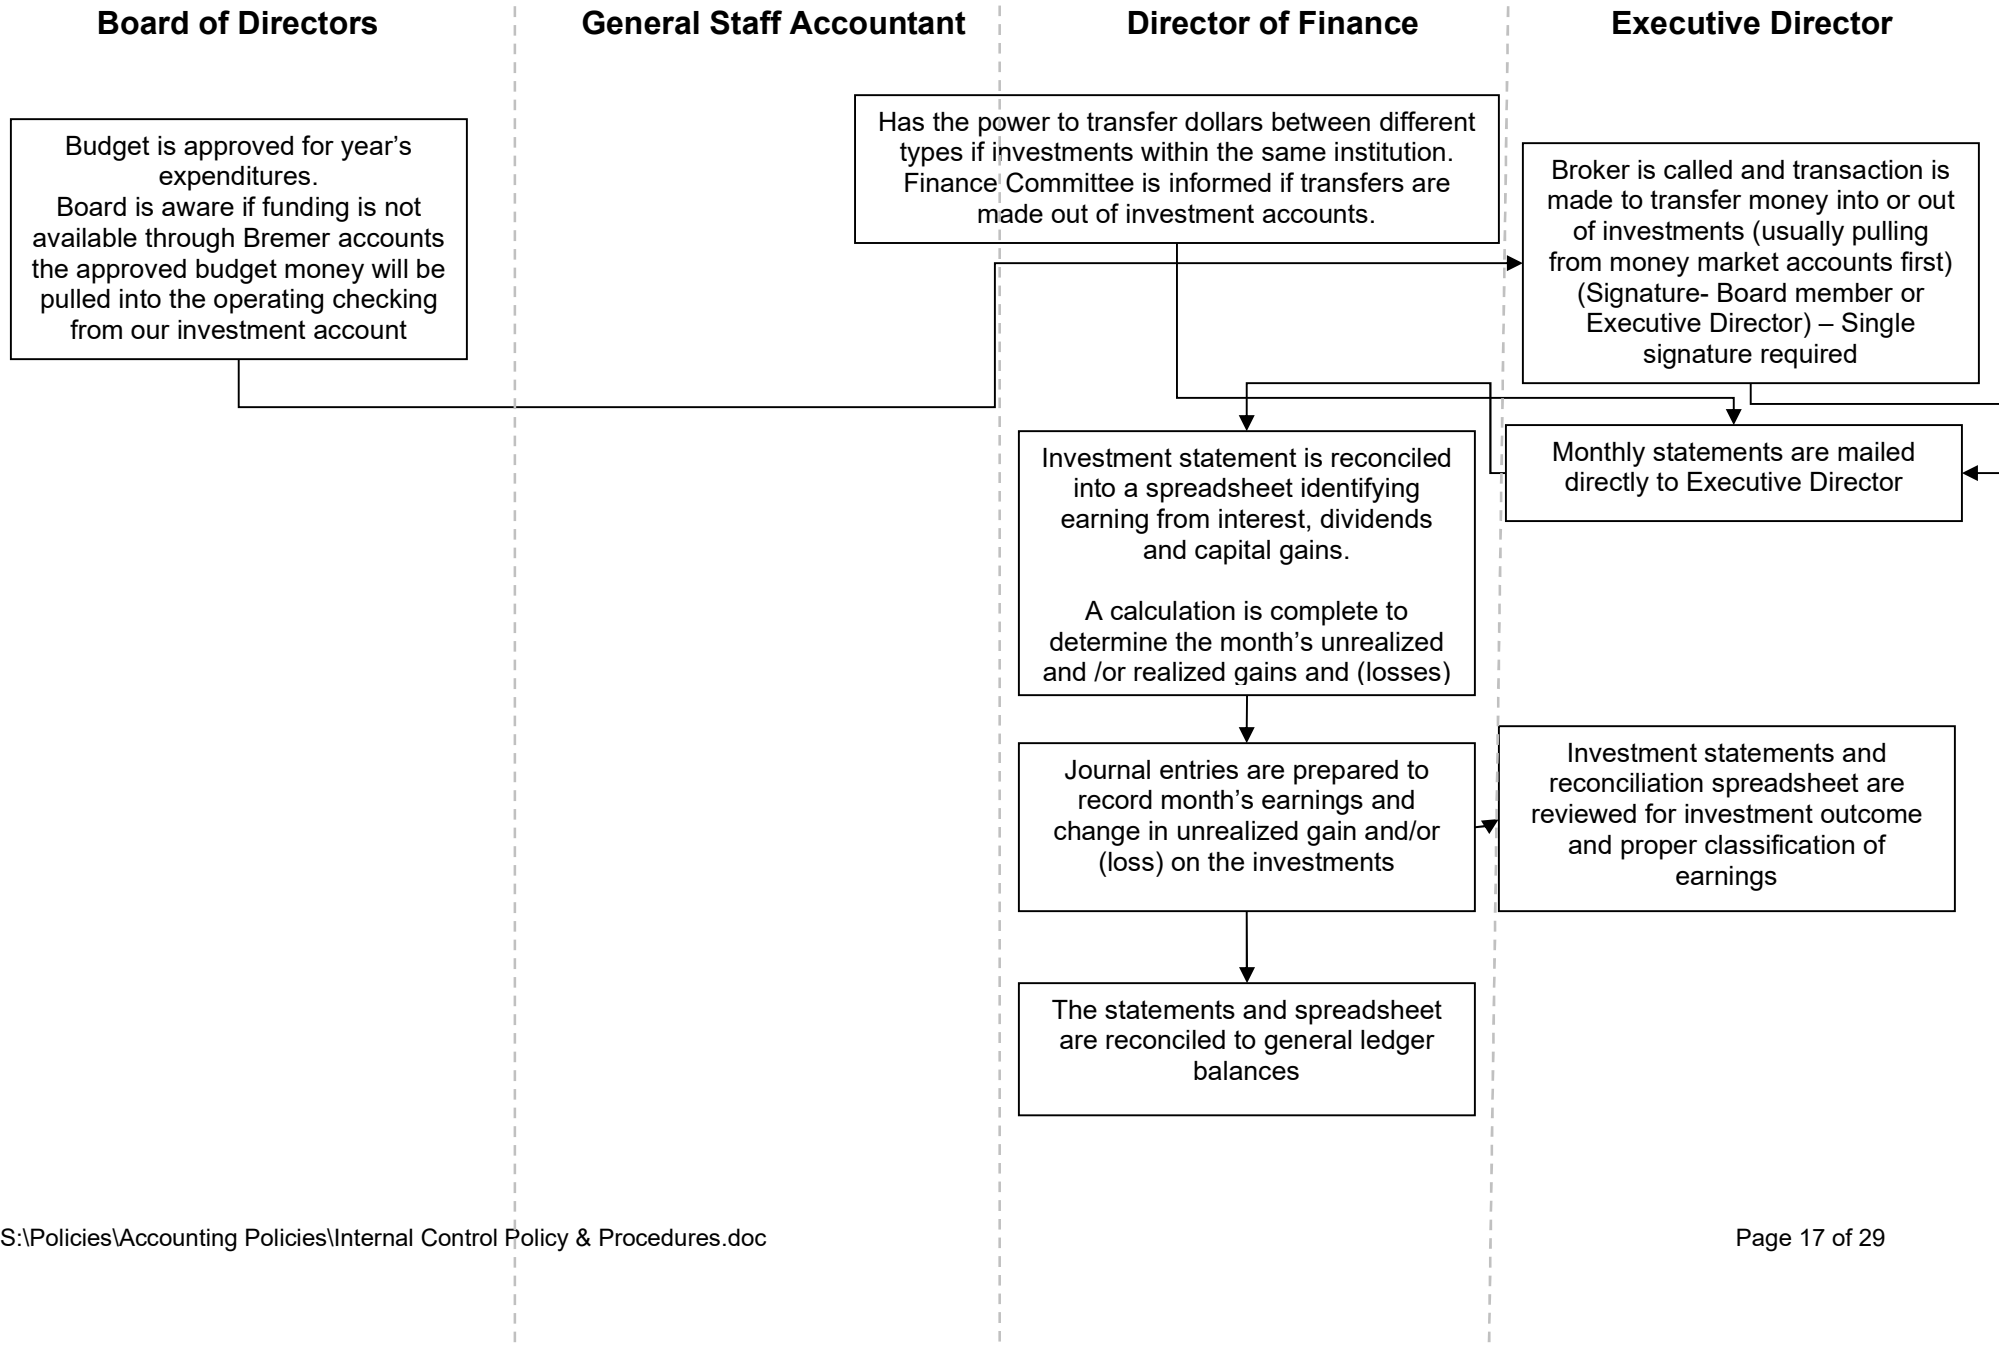 Board of Directors
General Staff Accountant
Director of Finance
Executive Director
Budget is approved for year’s
expenditures.
Board is aware if funding is not
available through Bremer accounts
the approved budget money will be
pulled into the operating checking
from our investment account
Has the power to transfer dollars between different
types if investments within the same institution.
Finance Committee is informed if transfers are
made out of investment accounts.
Broker is called and transaction is
made to transfer money into or out
of investments (usually pulling
from money market accounts first)
(Signature- Board member or
Executive Director) – Single
signature required
Monthly statements are mailed
directly to Executive Director
Investment statement is reconciled
into a spreadsheet identifying
earning from interest, dividends
and capital gains.
A calculation is complete to
determine the month’s unrealized
and /or realized gains and (losses)
Journal entries are prepared to
record month’s earnings and
change in unrealized gain and/or
(loss) on the investments
Investment statements and
reconciliation spreadsheet are
reviewed for investment outcome
and proper classification of
earnings
The statements and spreadsheet
are reconciled to general ledger
balances
S:\Policies\Accounting Policies\Internal Control Policy & Procedures.doc
Page 17 of 29